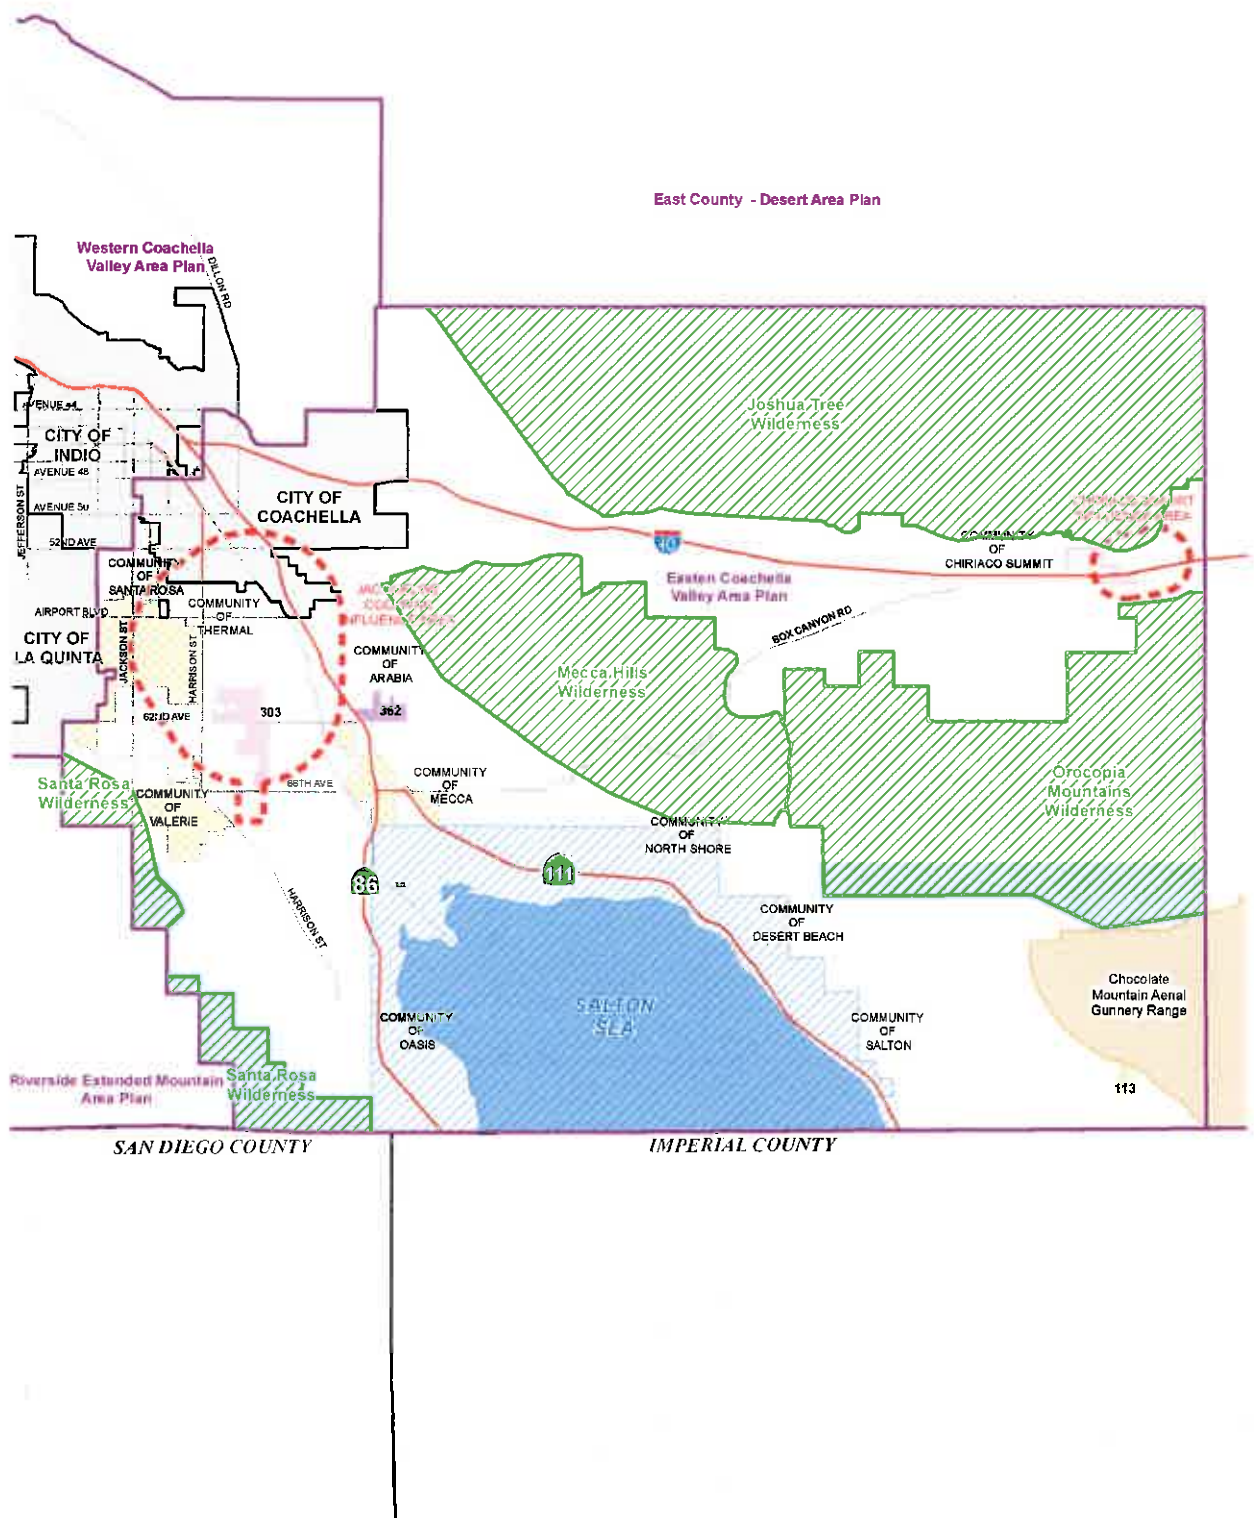 East County - Desert Area Plan
Western Coachella
Valley Area Plan
DILLON RD
Joshua Tree
Wilderness
AVENUE 44
CITY OF
INDIO
AVENUE 48
JEFFERSON ST
AVENUE 50
CITY OF
COACHELLA
52ND AVE
COMMUNITY
OF
CHIRIACO SUMMIT
COMMUNITY
OF
SANTA ROSA
Eastern Coachella
Valley Area Plan
COMMUNITY
OF
THERMAL
INFLUENCE AREA
AIRPORT BLVD
BOX CANYON RD
CITY OF
LA QUINTA
JACKSON ST
HARRISON ST
COMMUNITY
OF
ARABIA
Mecca Hills
Wilderness
62ND AVE
303
362
COMMUNITY
OF
MECCA
66TH AVE
Santa Rosa
Wilderness
COMMUNITY
OF
VALERIE
Orocopia
Mountains
Wilderness
COMMUNITY
OF
NORTH SHORE
86
111
HARRISON ST
COMMUNITY
OF
DESERT BEACH
Chocolate
Mountain Aerial
Gunnery Range
SALTON
SEA
COMMUNITY
OF
OASIS
COMMUNITY
OF
SALTON
Riverside Extended Mountain
Area Plan
Santa Rosa
Wilderness
113
SAN DIEGO COUNTY
IMPERIAL COUNTY